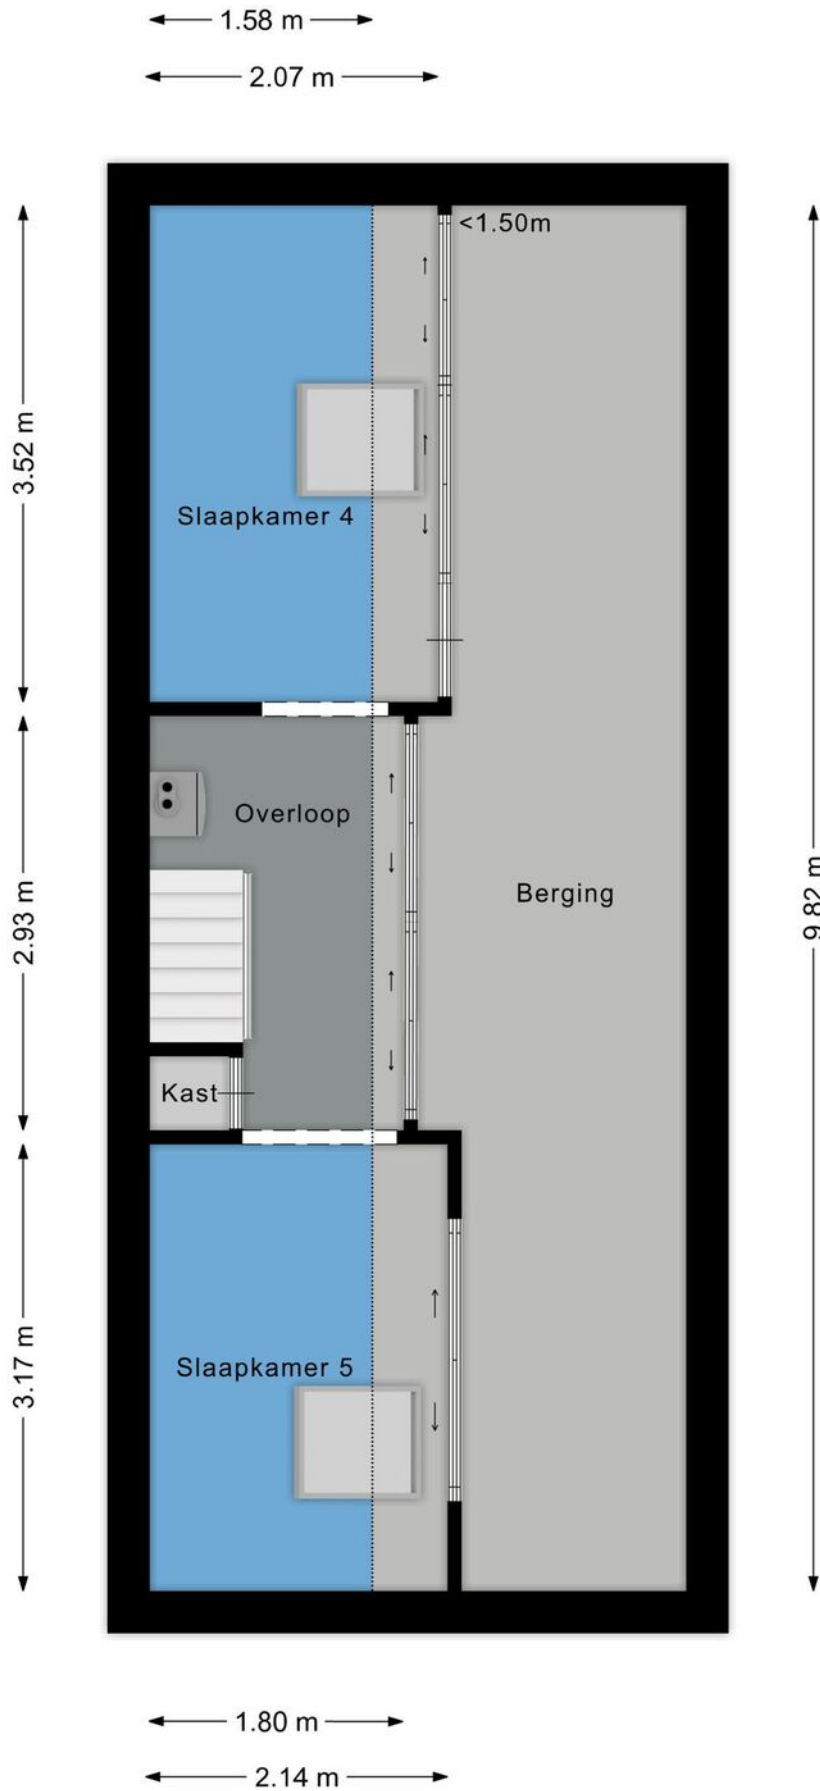 1.58 m
2.07 m
<1.50m
3.52 m
Slaapkamer 4
Overloop
2.93 m
Berging
9.82 m
Kast
3.17 m
Slaapkamer 5
1.80 m
2.14 m